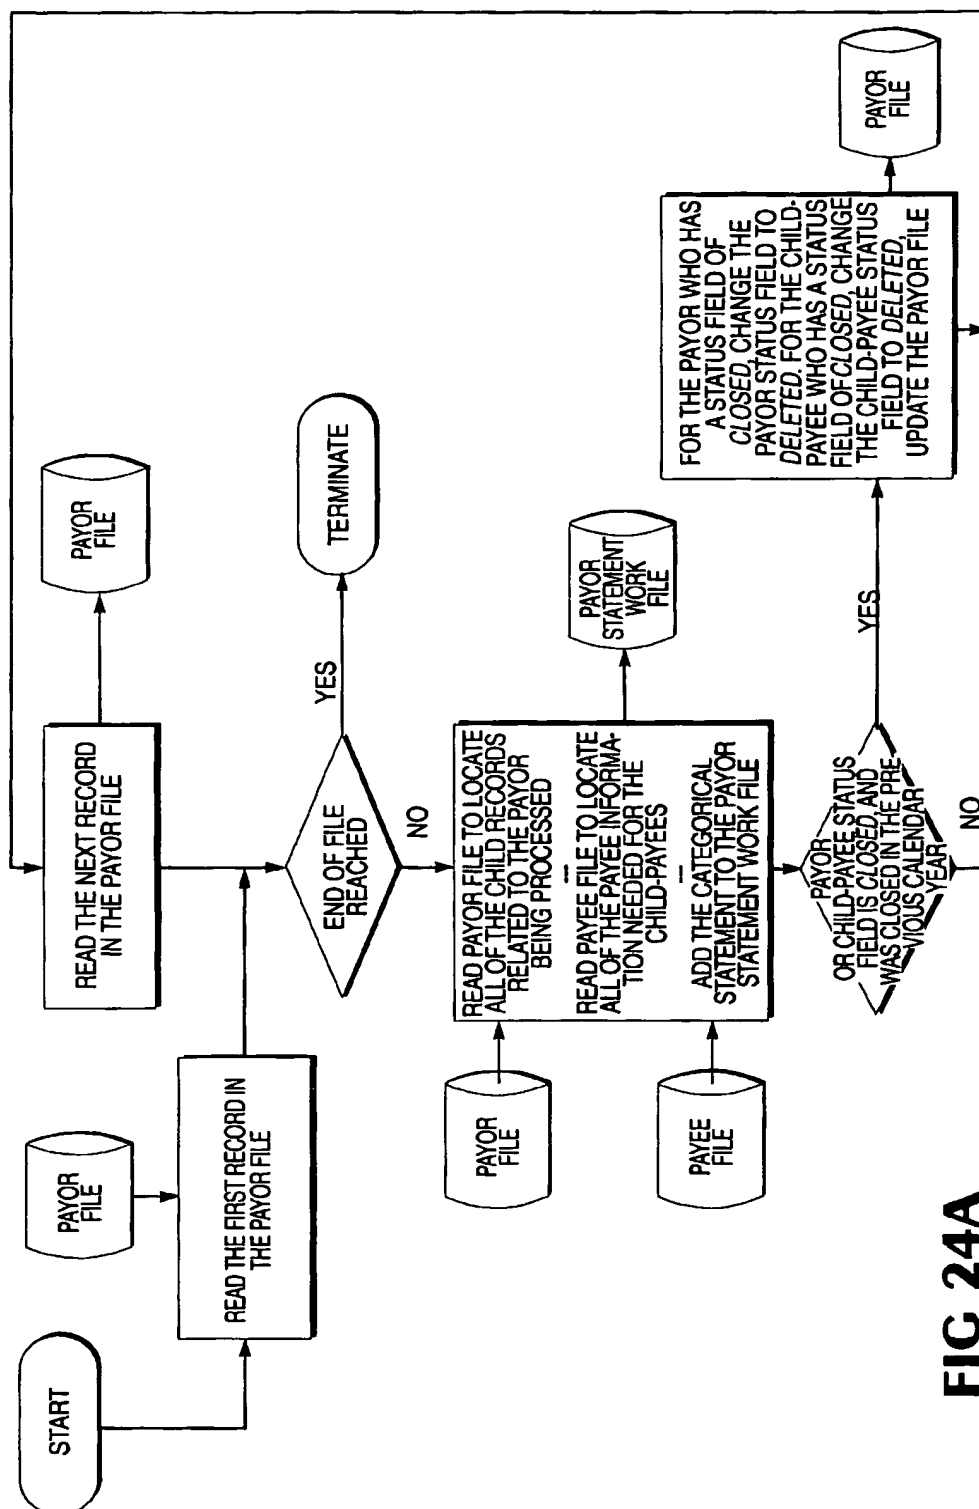 START
PAYOR
FILE
READ THE FIRST RECORD IN
THE PAYOR FILE
READ THE NEXT RECORD
IN THE PAYOR FILE
PAYOR
FILE
END OF FILE
REACHED
YES
TERMINATE
NO
PAYOR
FILE
PAYEE
FILE
READ PAYOR FILE TO LOCATE
ALL OF THE CHILD RECORDS
RELATED TO THE PAYOR
BEING PROCESSED
READ PAYEE FILE TO LOCATE
ALL OF THE PAYEE INFORMA-
TION NEEDED FOR THE
CHILD-PAYEES
ADD THE CATEGORICAL
STATEMENT TO THE PAYOR
STATEMENT WORK FILE
PAYOR
STATEMENT
WORK
FILE
PAYOR
OR CHILD-PAYEE STATUS
FIELD IS CLOSED, AND
WAS CLOSED IN THE PRE-
VIOUS CALENDAR
YEAR
YES
NO
FOR THE PAYOR WHO HAS
A STATUS FIELD OF
CLOSED, CHANGE THE
PAYOR STATUS FIELD TO
DELETED. FOR THE CHILD-
PAYEE WHO HAS A STATUS
FIELD OF CLOSED, CHANGE
THE CHILD-PAYEE STATUS
FIELD TO DELETED,
UPDATE THE PAYOR FILE
PAYOR
FILE
FIG 24A